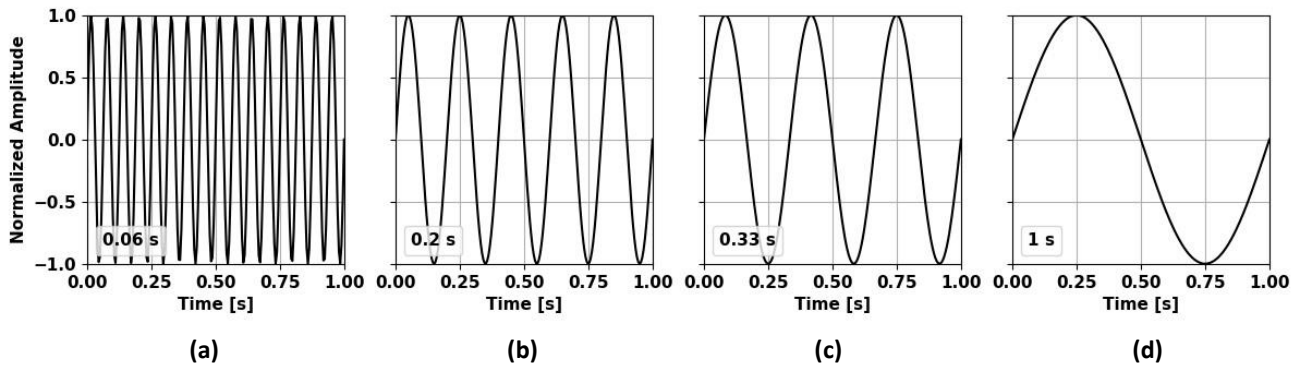 Normalized Amplitude
1.0
0.5
0.0
−0.5
−1.0
0.06 s
0.00 0.25 0.50 0.75 1.00
Time [s]
(a)
0.2 s
0.00 0.25 0.50 0.75 1.00
Time [s]
(b)
0.33 s
0.00 0.25 0.50 0.75 1.00
Time [s]
(c)
1 s
0.00 0.25 0.50 0.75 1.00
Time [s]
(d)